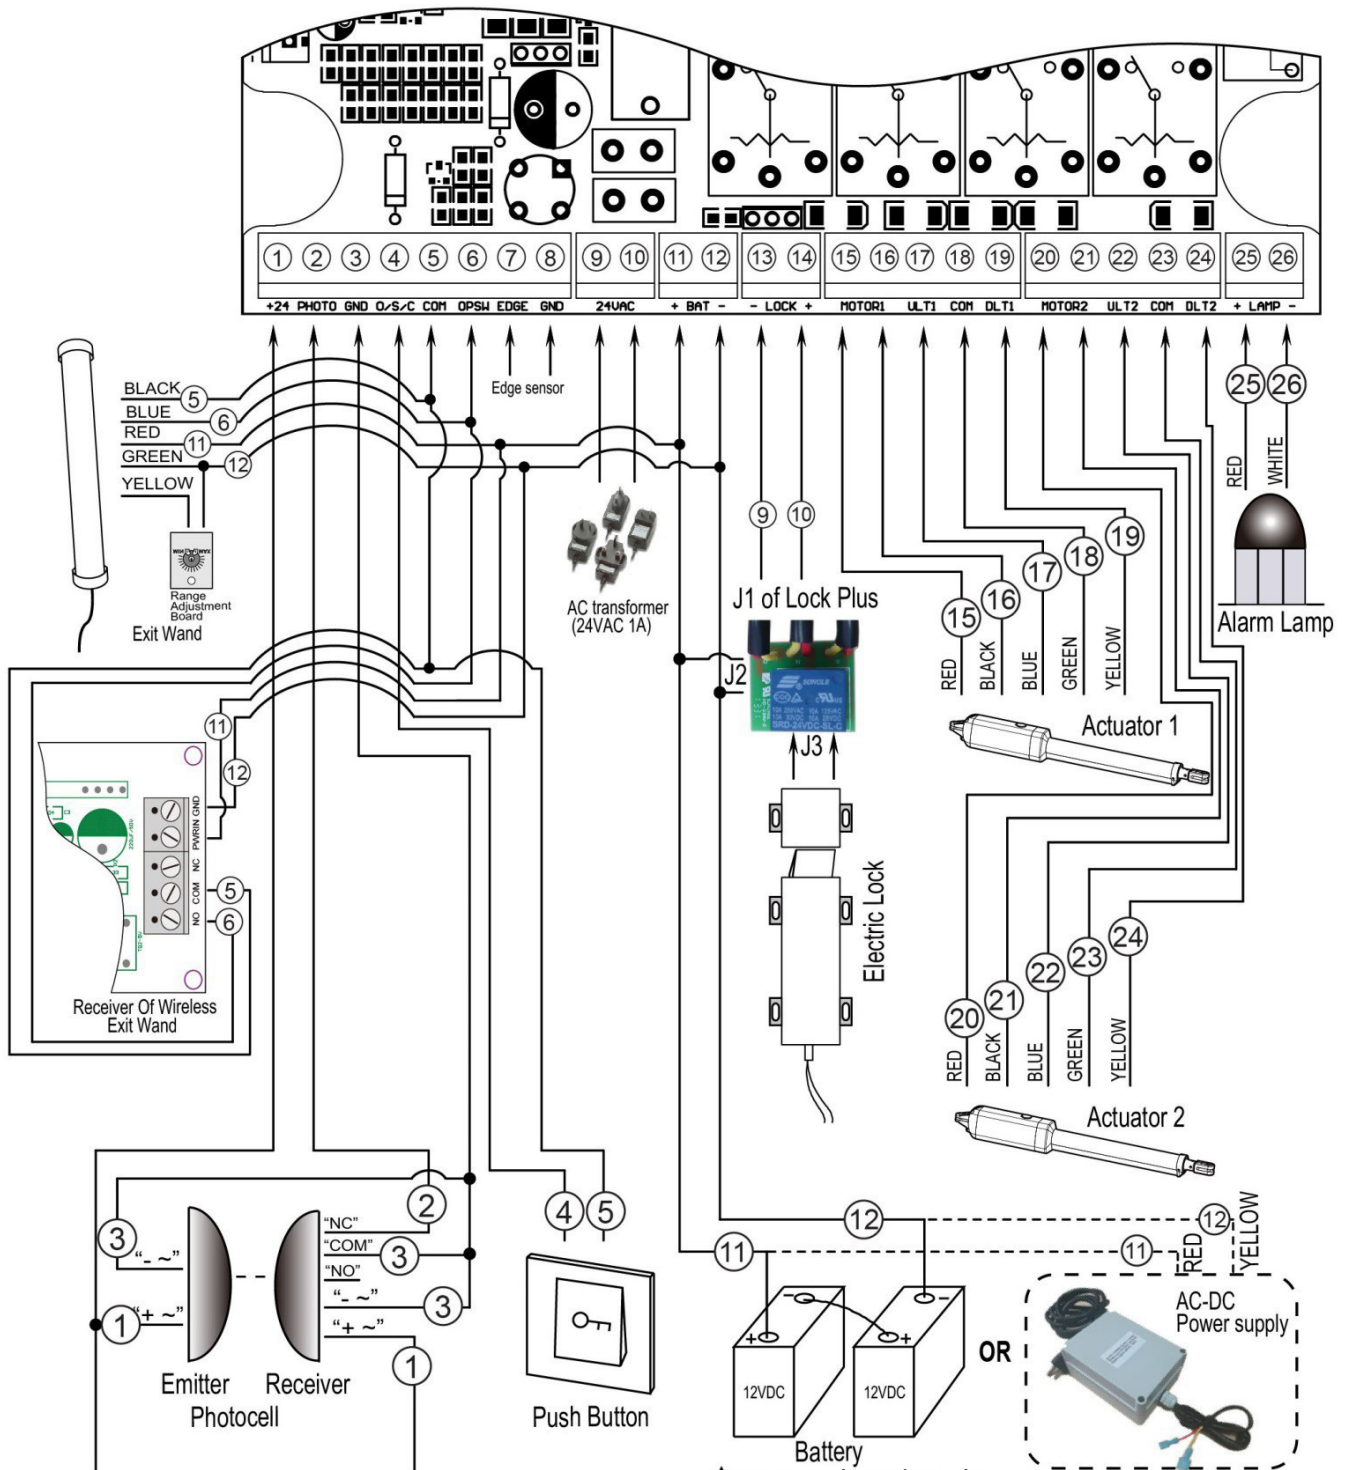 1 2 3 4 5 6 7 8 9 10 11 12 13 14 15 16 17 18 19 20 21 22 23 24 25 26
+24 PHOTO GND O/S/C COM OPSW EDGE GND 24VAC + BAT - - LOCK + MOTOR1 ULT1 COM DLT1 MOTOR2 ULT2 COM DLT2 + LAMP -
BLACK 5
BLUE 6
RED 11
GREEN 12
YELLOW
Edge sensor
Range
Adjustment
Board
Exit Wand
AC transformer
(24VAC 1A)
9 10
J1 of Lock Plus
J2
SONGLE
SRD-24VDC-SL-C
J3
Electric Lock
15 16 17 18 19
RED BLACK BLUE GREEN YELLOW
Actuator 1
25 26
RED WHITE
Alarm Lamp
11
12
GND
PWRIN
NC
COM 5
NO 6
Receiver Of Wireless
Exit Wand
20 21 22 23 24
RED BLACK BLUE GREEN YELLOW
Actuator 2
3 "- ~"
1 "+ ~"
2
"NC"
"COM" 3
"NO"
"- ~" 3
"+ ~"
1
Emitter Receiver
Photocell
4 5
Push Button
12 12
11 11
RED YELLOW
- -
+ +
12VDC 12VDC
Battery
OR
AC-DC
Power supply